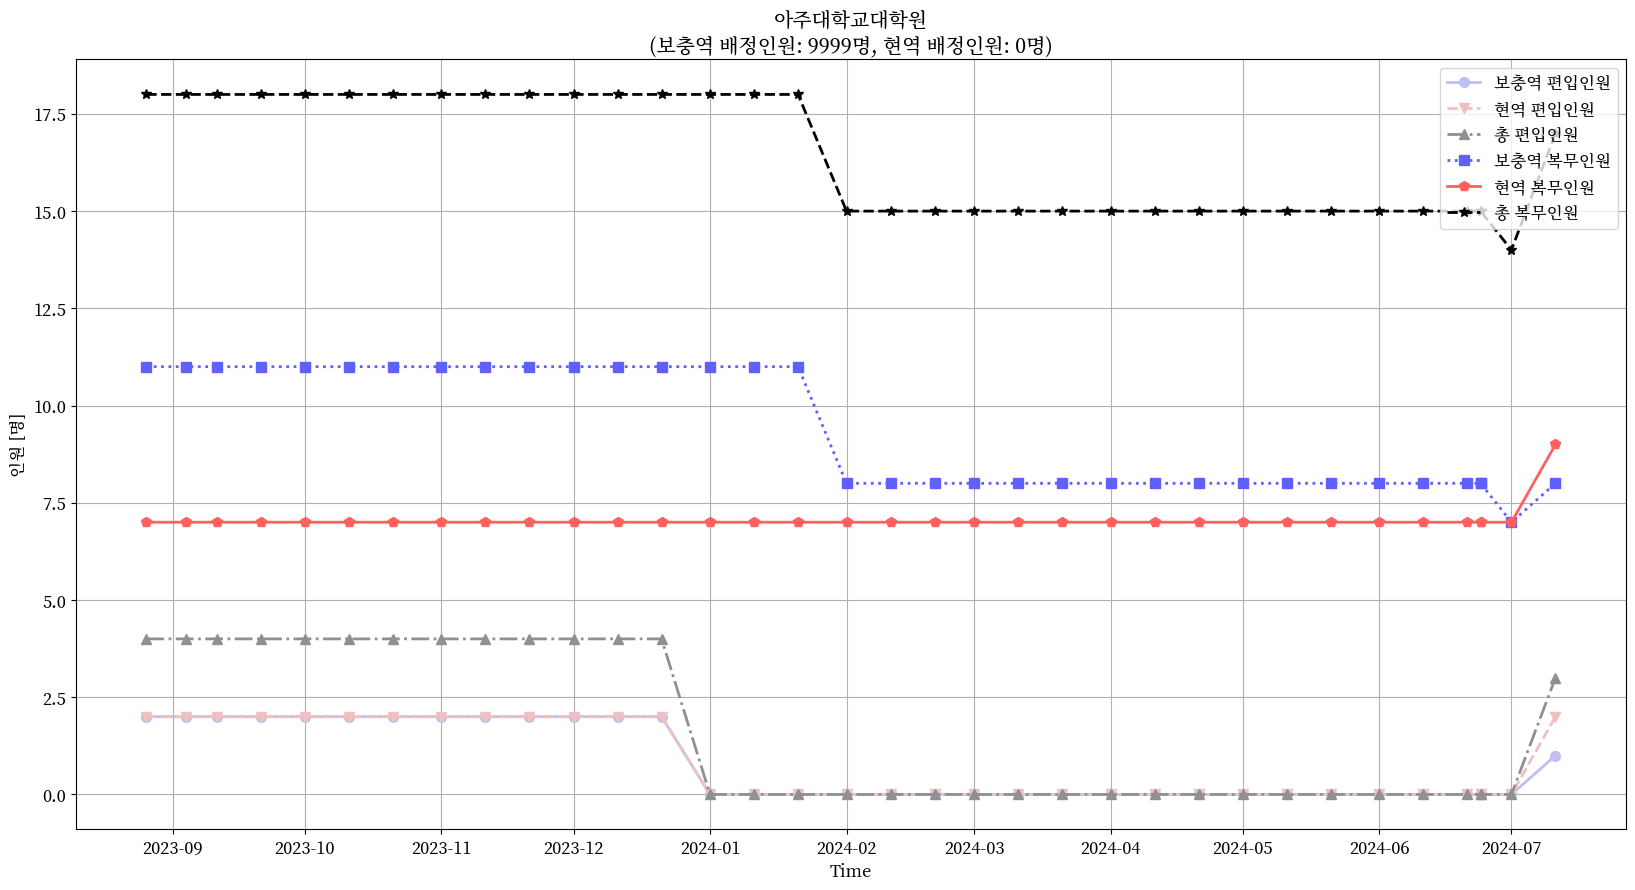 아주대학교대학원
(보충역 배정인원: 9999명, 현역 배정인원: 0명)
보충역 편입인원
현역 편입인원
총 편입인원
보충역 복무인원
현역 복무인원
총 복무인원
인원 [명]
17.5
15.0
12.5
10.0
7.5
5.0
2.5
0.0
2023-09 2023-10 2023-11 2023-12 2024-01 2024-02 2024-03 2024-04 2024-05 2024-06 2024-07
Time